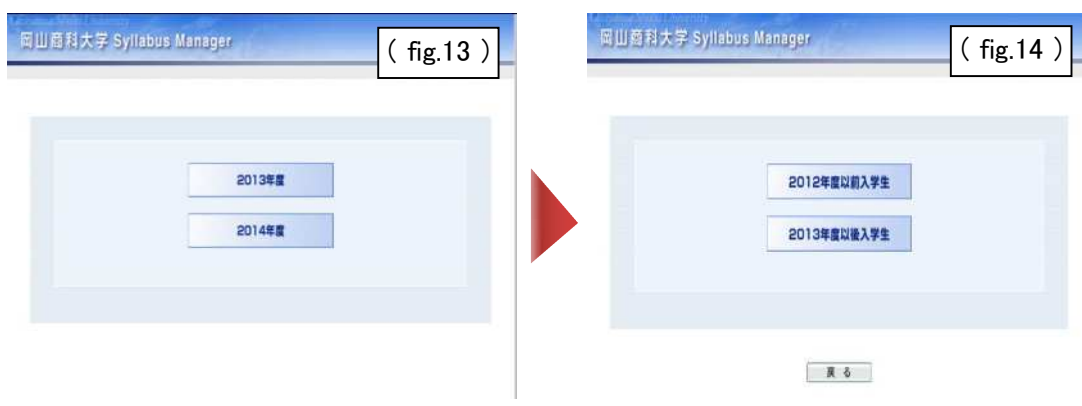 岡山商科大学 Syllabus Manager
( fig.13 )
2013年度
2014年度
岡山商科大学 Syllabus Manager
( fig.14 )
2012年度以前入学生
2013年度以後入学生
戻 る